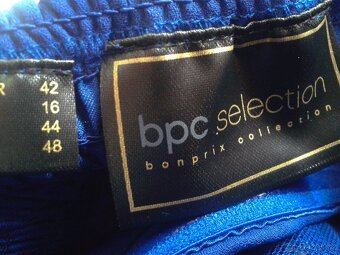 R 42
16
44
48
bpc selection
bonprix collection